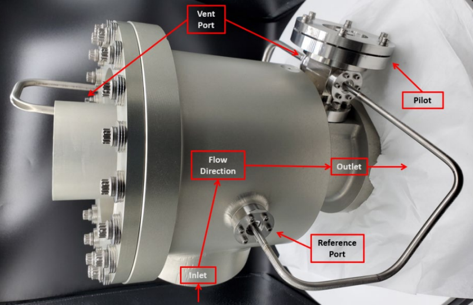 Vent
Port
Pilot
Flow
Direction
Outlet
Reference
Port
Inlet